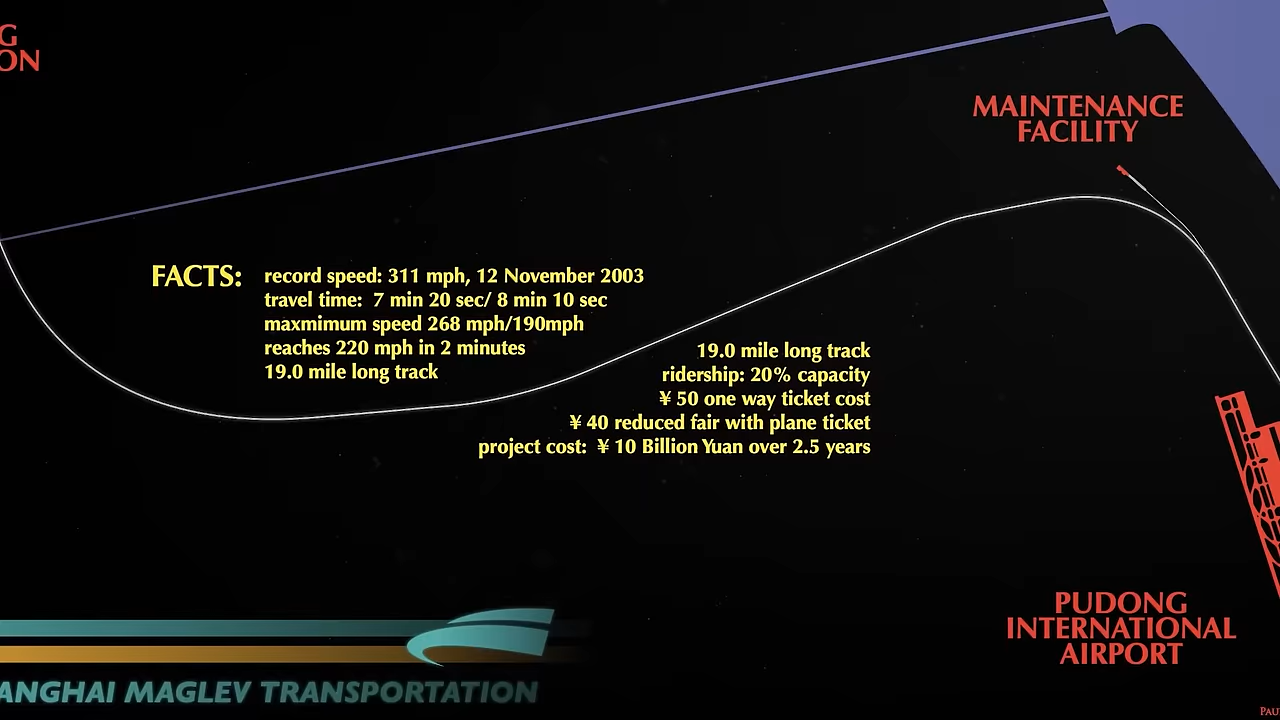 G
ON
MAINTENANCE
FACILITY
FACTS:
record speed: 311 mph, 12 November 2003
travel time: 7 min 20 sec/ 8 min 10 sec
maxmimum speed 268 mph/190mph
reaches 220 mph in 2 minutes
19.0 mile long track
19.0 mile long track
ridership: 20% capacity
¥ 50 one way ticket cost
¥ 40 reduced fair with plane ticket
project cost: ¥ 10 Billion Yuan over 2.5 years
PUDONG
INTERNATIONAL
AIRPORT
ANGHAI MAGLEV TRANSPORTATION
PAU